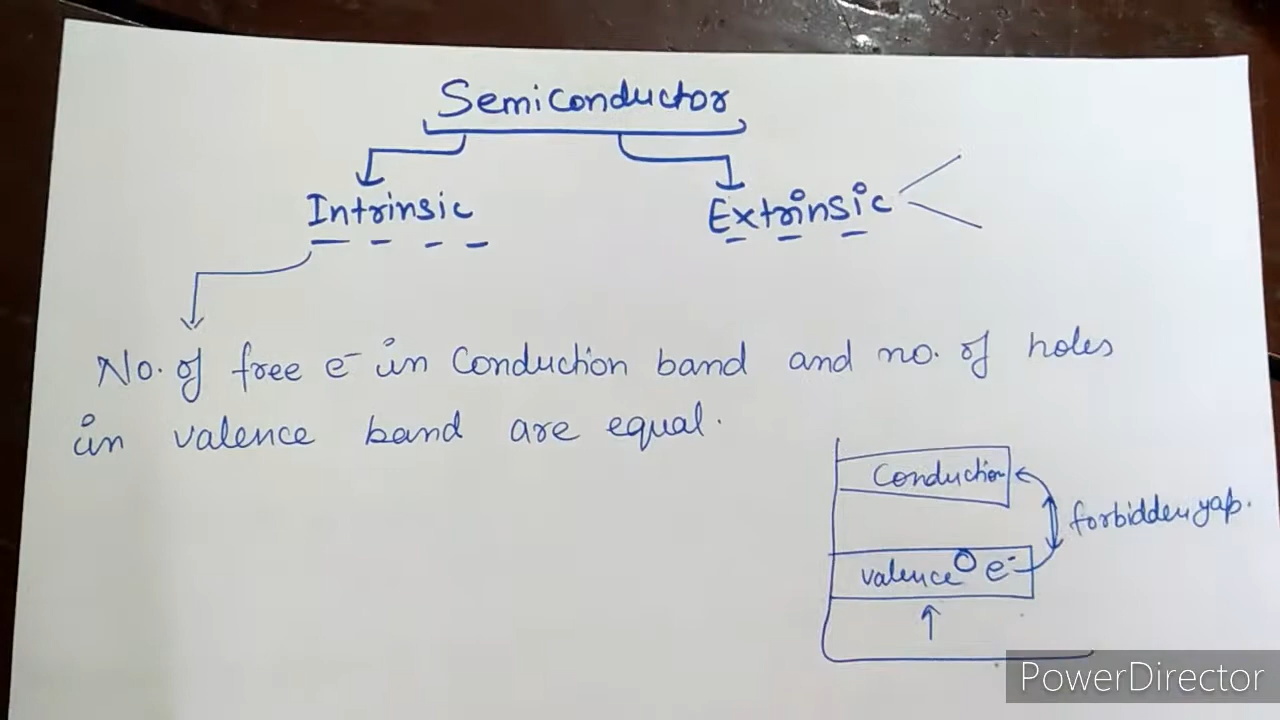 Semiconductor
Intrinsic
Extrinsic
No. of free e⁻ in Conduction band and no. of holes
in valence band are equal.
Conduction
forbidden gap.
valence e⁻
PowerDirector